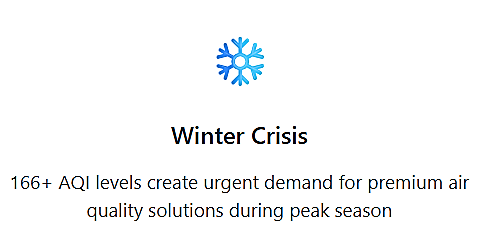 Winter Crisis
166+ AQI levels create urgent demand for premium air
quality solutions during peak season